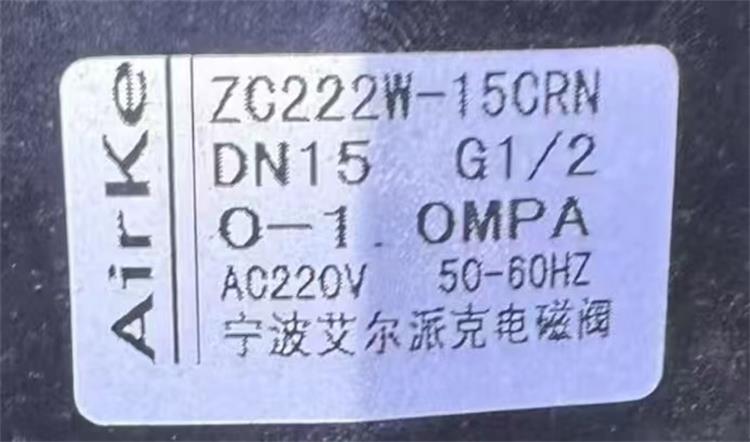 AirKe
ZC222W-15CRN
DN15 G1/2
0-1.0MPA
AC220V 50-60HZ
宁波艾尔派克电磁阀